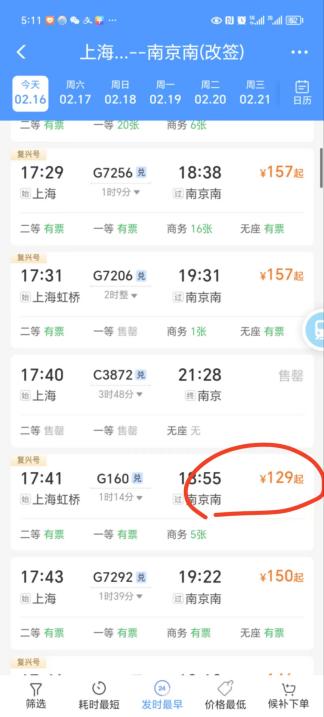 5:11
上海...--南京南(改签)
今天 周六 周日 周一 周二 周三
02.16 02.17 02.18 02.19 02.20 02.21 日历
二等 有票 一等 20张 商务 6张
复兴号
17:29 G7256 兑 18:38 ¥157起
始 上海 1时9分 过 南京南
二等 有票 一等 有票 商务 16张 无座 有票
复兴号
17:31 G7206 兑 19:31 ¥157起
始 上海虹桥 2时整 过 南京南
二等 有票 一等 售罄 商务 1张 无座 有票
17:40 C3872 兑 21:28 售罄
始 上海 3时48分 终 南京
二等 售罄 一等 售罄 无座 无
复兴号
17:41 G160 兑 18:55 ¥129起
始 上海虹桥 1时14分 过 南京南
二等 有票 一等 有票 商务 5张
17:43 G7292 兑 19:22 ¥150起
始 上海 1时39分 过 南京南
二等 有票 一等 有票 商务 有票 无座 有票
复兴号
筛选 耗时最短 发时最早 价格最低 候补下单